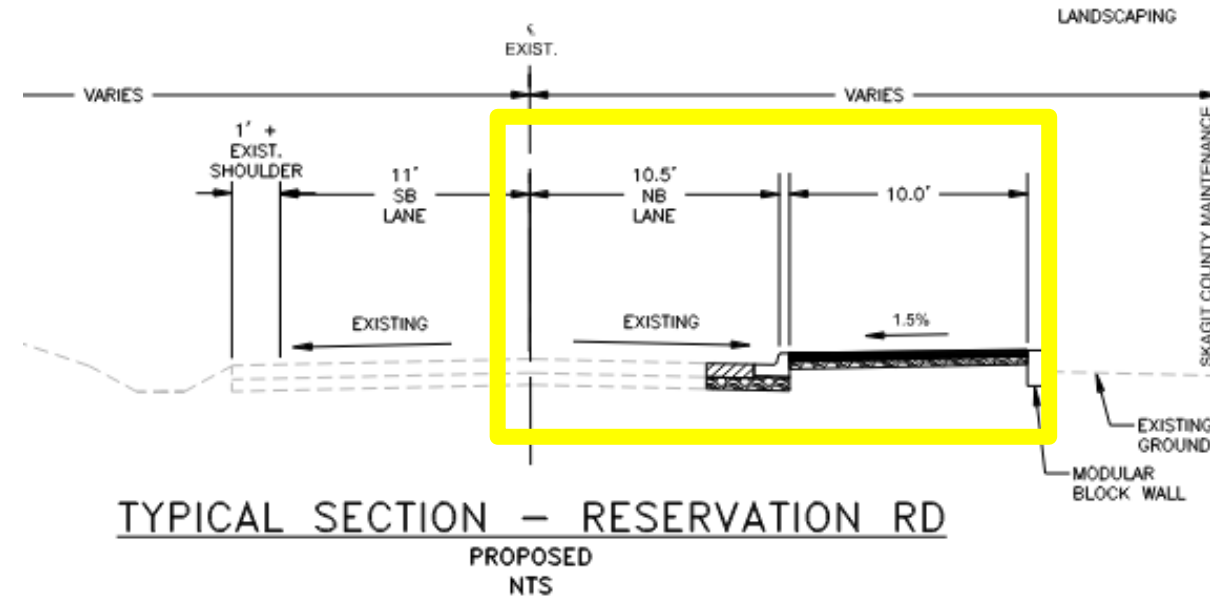 LANDSCAPING
℄
EXIST.
VARIES
VARIES
1' +
EXIST.
SHOULDER
11'
SB
LANE
10.5'
NB
LANE
10.0'
SKAGIT COUNTY MAINTENANCE
EXISTING
EXISTING
1.5%
EXISTING
GROUND
MODULAR
BLOCK WALL
TYPICAL SECTION – RESERVATION RD
PROPOSED
NTS